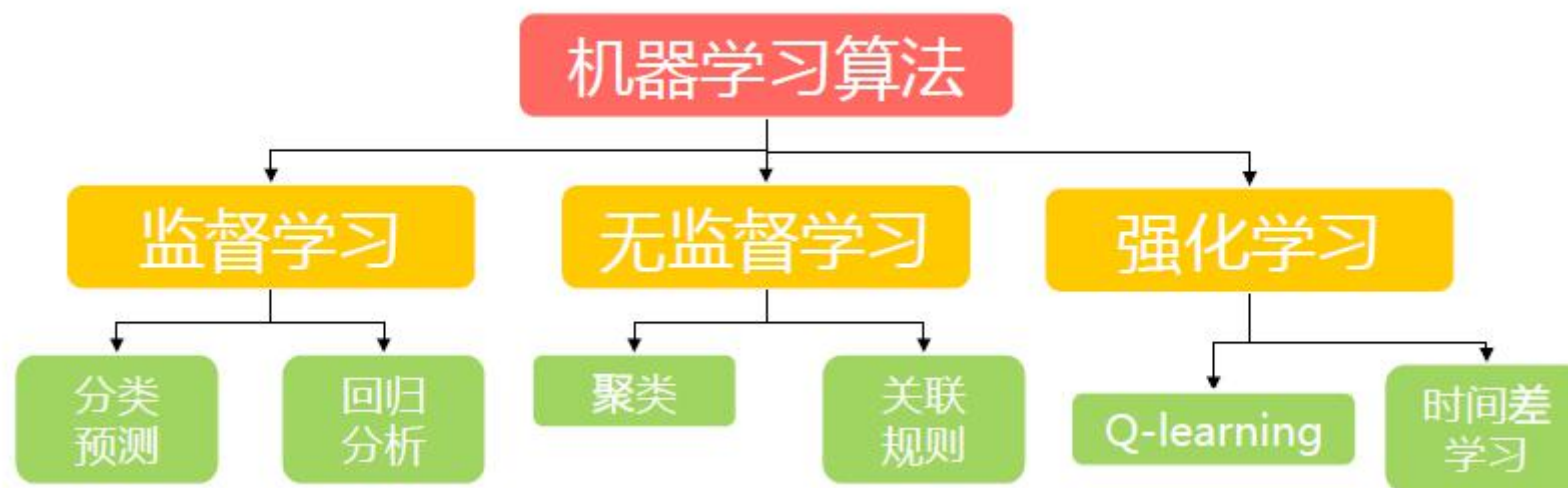 机器学习算法
监督学习
无监督学习
强化学习
分类
预测
回归
分析
聚类
关联
规则
Q-learning
时间差
学习